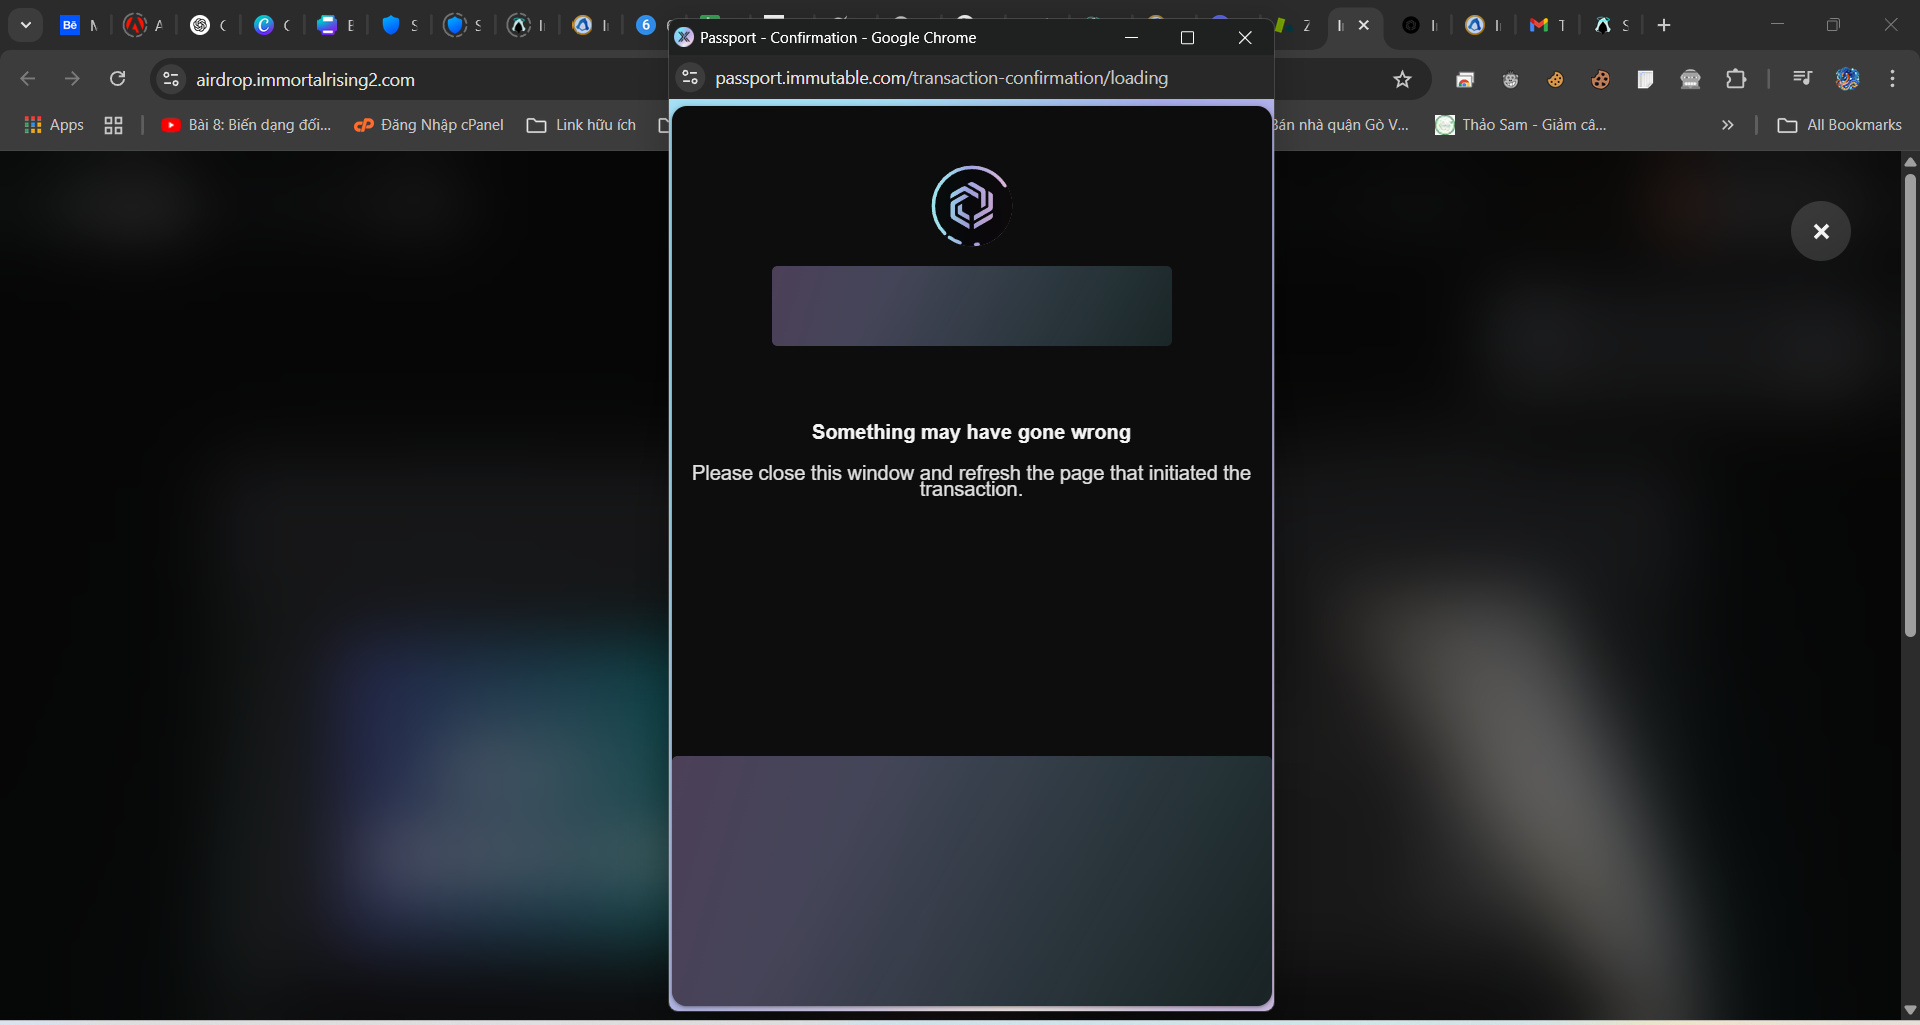 Bē
Passport - Confirmation - Google Chrome
airdrop.immortalrising2.com
passport.immutable.com/transaction-confirmation/loading
Apps
Bài 8: Biến dạng đối...
Đăng Nhập cPanel
Link hữu ích
Bán nhà quận Gò V...
Thảo Sam - Giảm câ...
All Bookmarks
Something may have gone wrong
Please close this window and refresh the page that initiated the
transaction.